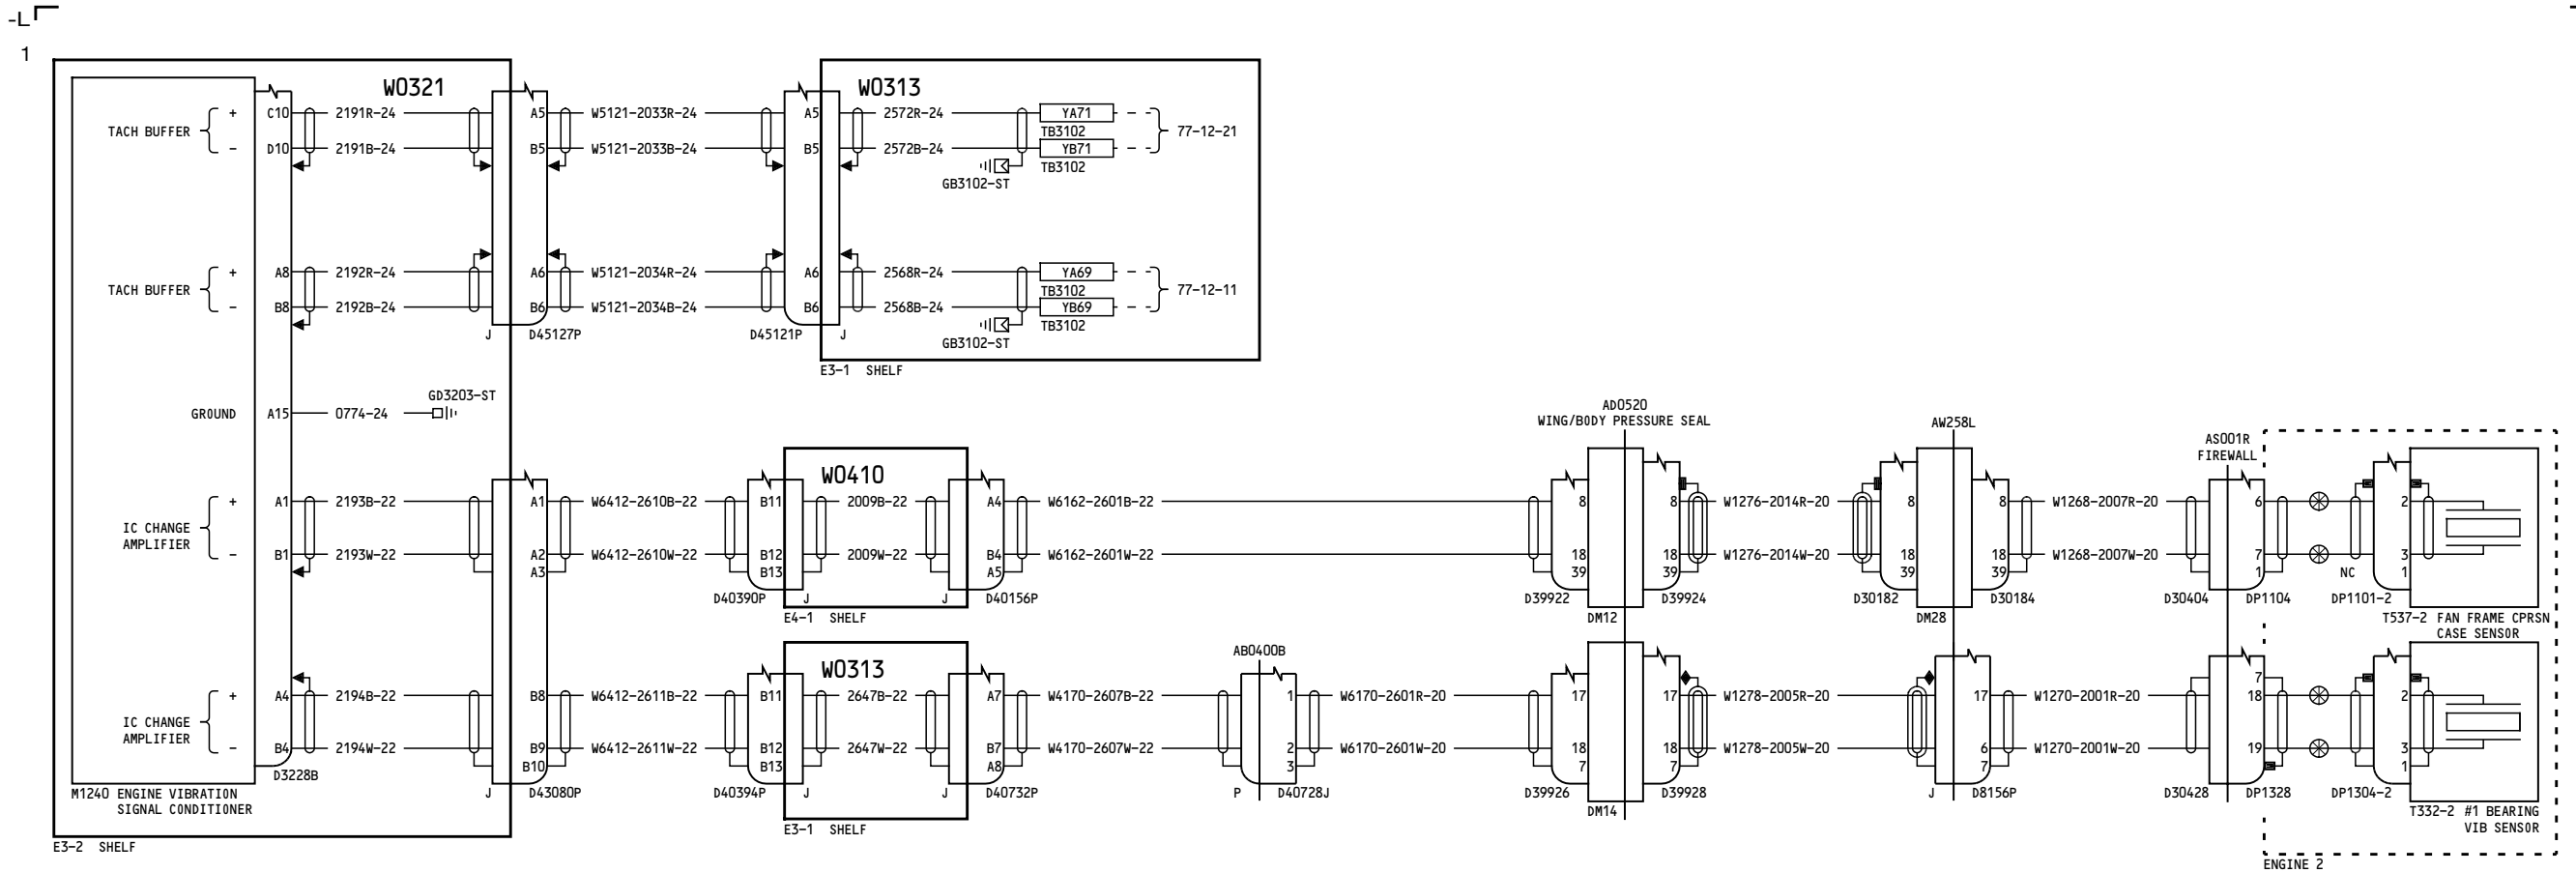 -L
1
W0321
W0313
TACH BUFFER
+
C10
2191R-24
A5
W5121-2033R-24
A5
2572R-24
YA71
TB3102
77-12-21
-
D10
2191B-24
B5
W5121-2033B-24
B5
2572B-24
YB71
TB3102
GB3102-ST
TACH BUFFER
+
A8
2192R-24
A6
W5121-2034R-24
A6
2568R-24
YA69
TB3102
77-12-11
-
B8
2192B-24
B6
W5121-2034B-24
B6
2568B-24
YB69
TB3102
GB3102-ST
J
D45127P
D45121P
J
E3-1 SHELF
GROUND
A15
0774-24
GD3203-ST
AD0520
WING/BODY PRESSURE SEAL
AW258L
AS001R
FIREWALL
W0410
IC CHANGE
AMPLIFIER
+
A1
2193B-22
A1
W6412-2610B-22
B11
2009B-22
A4
W6162-2601B-22
8
8
W1276-2014R-20
8
8
W1268-2007R-20
6
2
-
B1
2193W-22
A2
W6412-2610W-22
B12
2009W-22
B4
W6162-2601W-22
18
18
W1276-2014W-20
18
18
W1268-2007W-20
7
3
A3
B13
A5
39
39
39
39
1
NC
1
D40390P
J
J
D40156P
D39922
D39924
D30182
D30184
D30404
DP1104
DP1101-2
E4-1 SHELF
DM12
DM28
T537-2 FAN FRAME CPRSN
CASE SENSOR
W0313
AB0400B
7
IC CHANGE
AMPLIFIER
+
A4
2194B-22
B8
W6412-2611B-22
B11
2647B-22
A7
W4170-2607B-22
1
W6170-2601R-20
17
17
W1278-2005R-20
17
W1270-2001R-20
18
2
-
B4
2194W-22
B9
W6412-2611W-22
B12
2647W-22
B7
W4170-2607W-22
2
W6170-2601W-20
18
18
W1278-2005W-20
6
W1270-2001W-20
19
3
B10
B13
A8
3
7
7
7
1
D3228B
M1240 ENGINE VIBRATION
SIGNAL CONDITIONER
J
D43080P
D40394P
J
J
D40732P
P
D40728J
D39926
D39928
J
D8156P
D30428
DP1328
DP1304-2
DM14
T332-2 #1 BEARING
VIB SENSOR
E3-1 SHELF
E3-2 SHELF
ENGINE 2